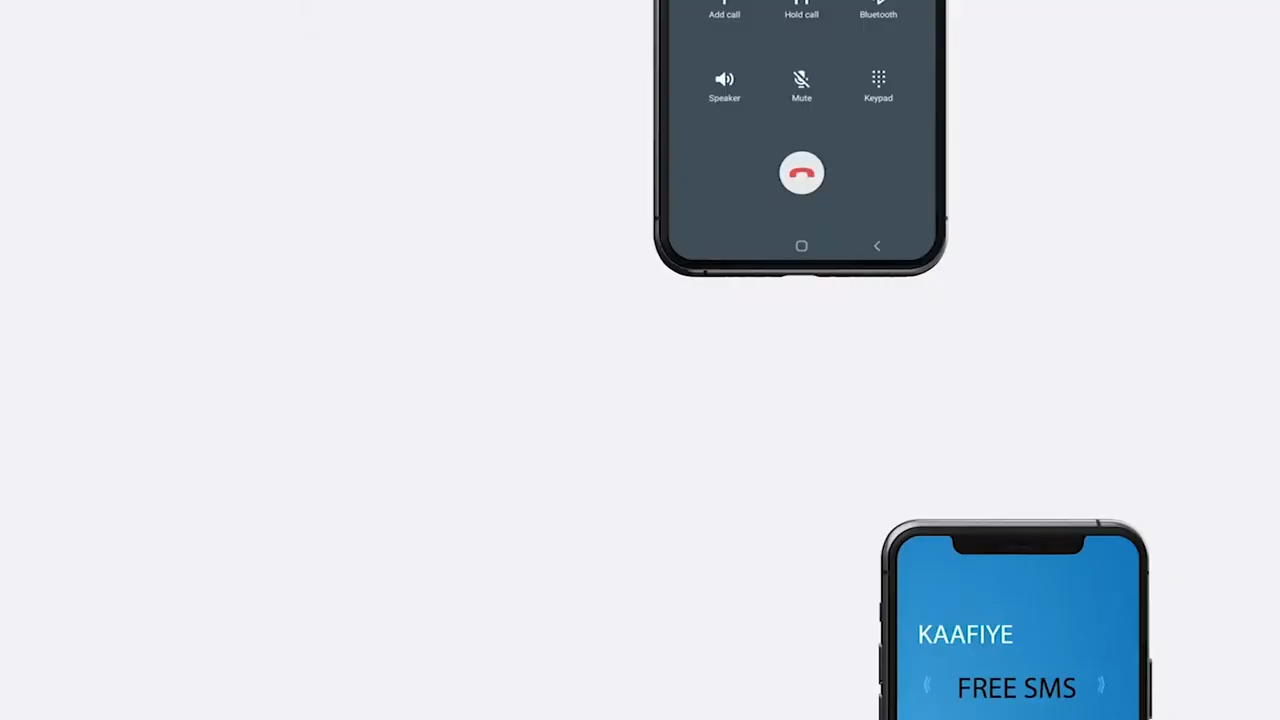 Add call Hold call Bluetooth
Speaker Mute Keypad
KAAFIYE
FREE SMS